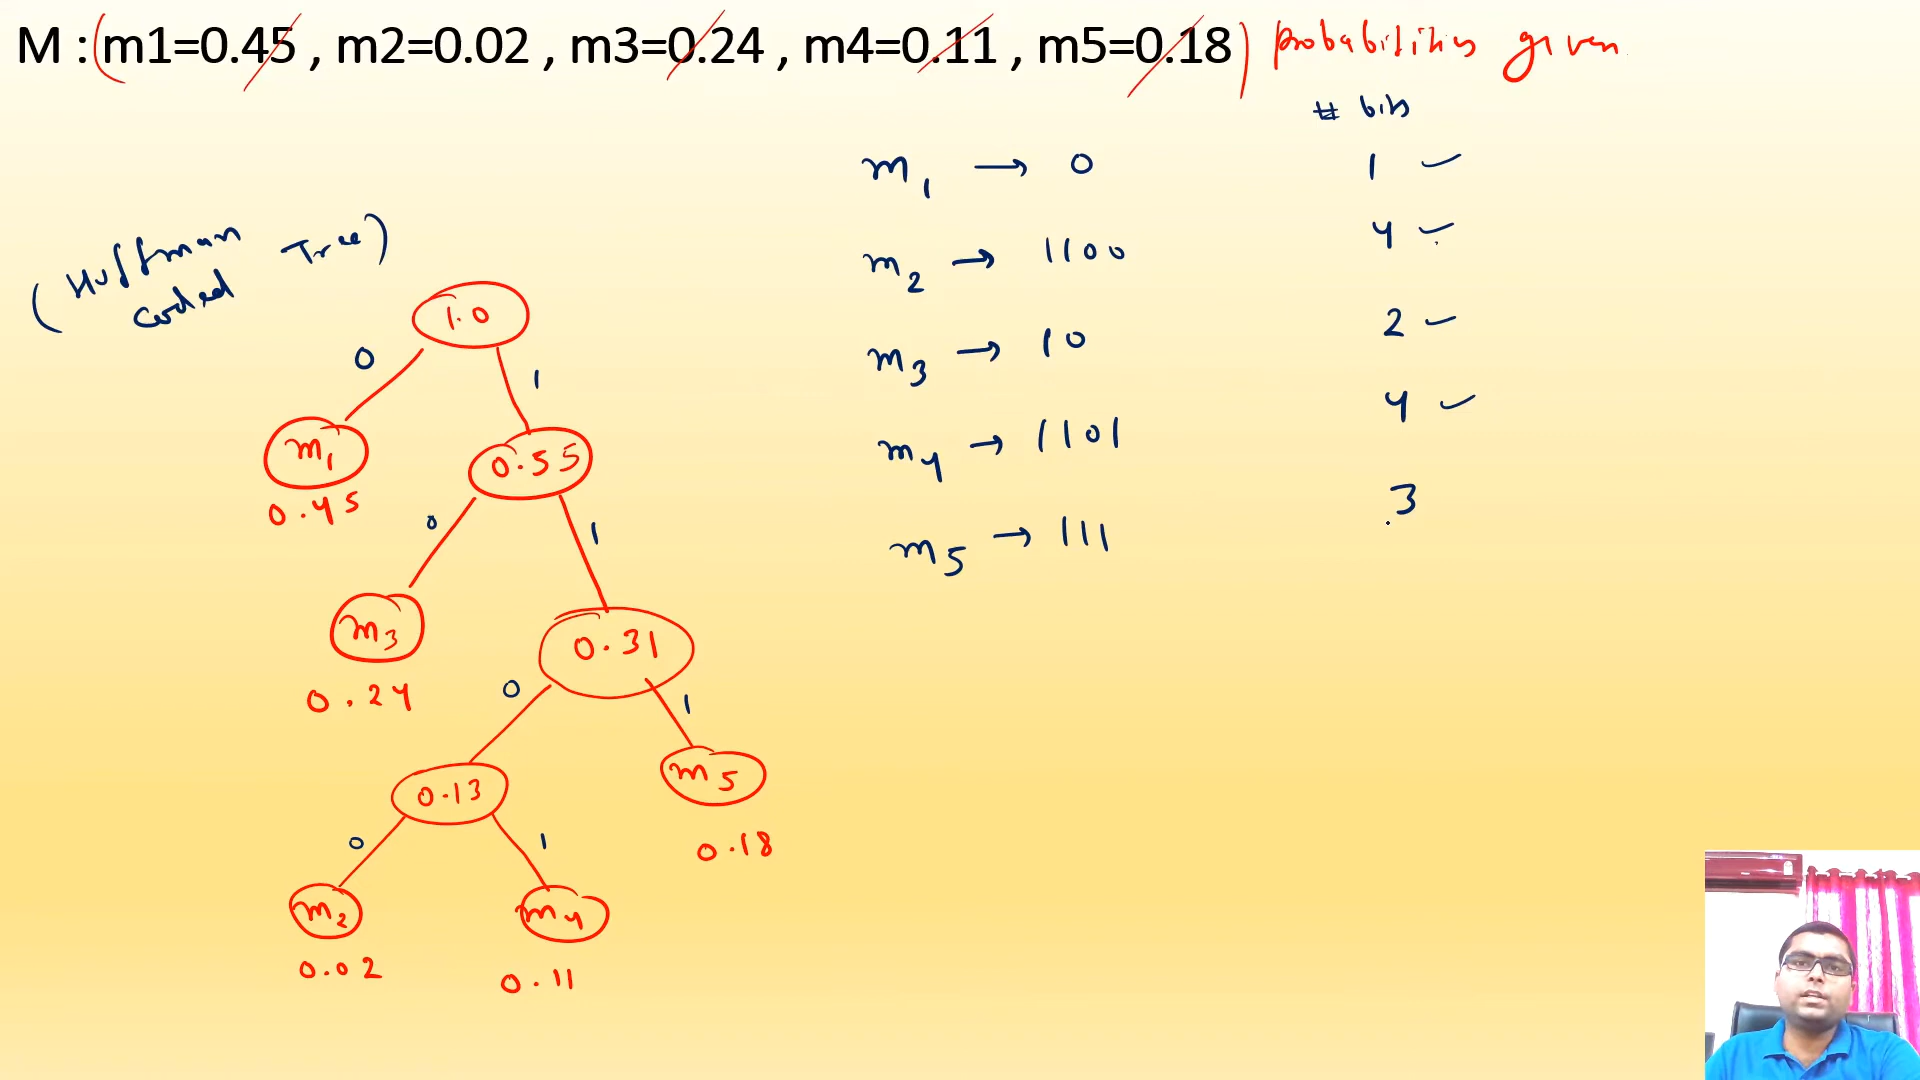 M : (m1=0.45 , m2=0.02 , m3=0.24 , m4=0.11 , m5=0.18) probabilities given
# bits
m1 → 0 1
m2 → 1100 4
m3 → 10 2
m4 → 1101 4
m5 → 111 3
(Huffman coded Tree)
1.0
0 1
m1 0.55
0.45
0 1
m3 0.31
0.24
0 1
0.13 m5
0.18
0 1
m2 m4
0.02 0.11